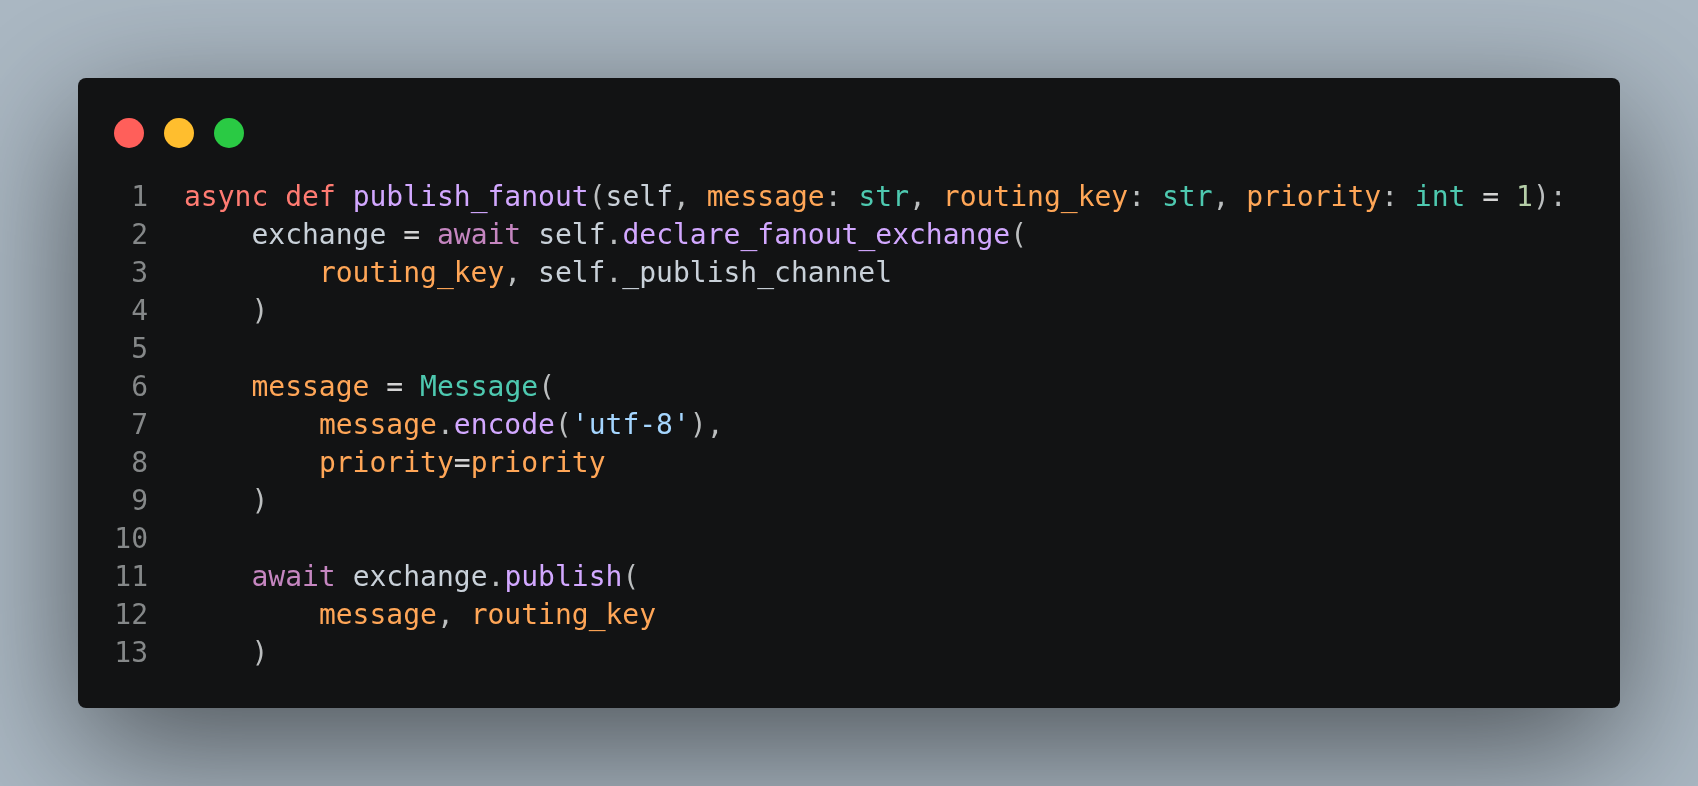 1 async def publish_fanout(self, message: str, routing_key: str, priority: int = 1):
2     exchange = await self.declare_fanout_exchange(
3         routing_key, self._publish_channel
4     )
5
6     message = Message(
7         message.encode('utf-8'),
8         priority=priority
9     )
10
11     await exchange.publish(
12         message, routing_key
13     )